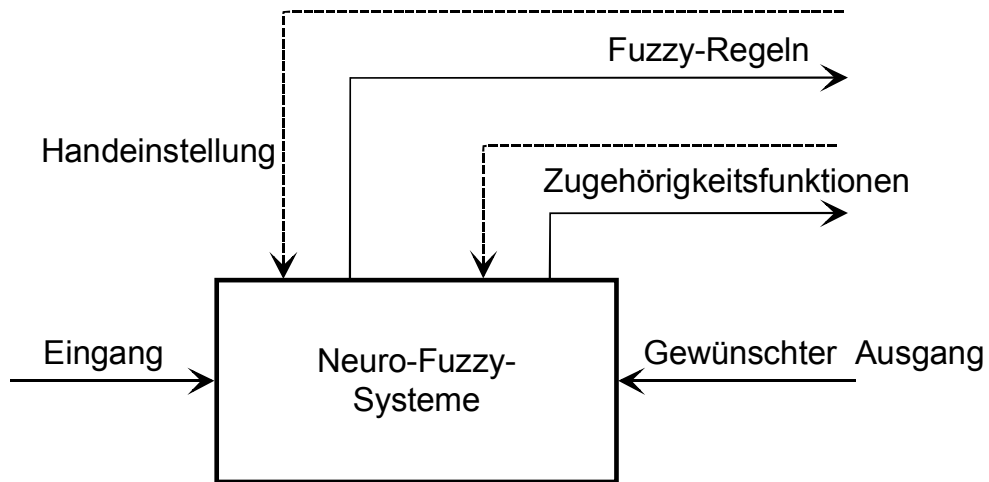 Fuzzy-Regeln
Handeinstellung
Zugehörigkeitsfunktionen
Eingang
Neuro-Fuzzy-
Systeme
Gewünschter Ausgang